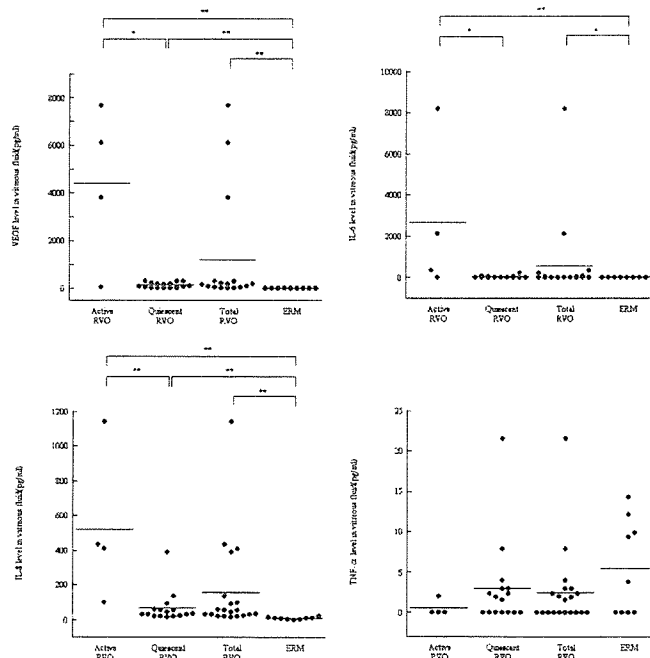 **
* **
**
VEGF level in vitreous fluid(pg/ml)
8000
6000
4000
2000
0
Active RVO
Quiescent RVO
Total RVO
ERM
**
* *
IL-6 level in vitreous fluid(pg/ml)
10000
8000
6000
4000
2000
0
Active RVO
Quiescent RVO
Total RVO
ERM
**
** **
**
IL-8 level in vitreous fluid(pg/ml)
1200
1000
800
600
400
200
0
Active RVO
Quiescent RVO
Total RVO
ERM
TNF-α level in vitreous fluid(pg/ml)
25
20
15
10
5
0
Active RVO
Quiescent RVO
Total RVO
ERM